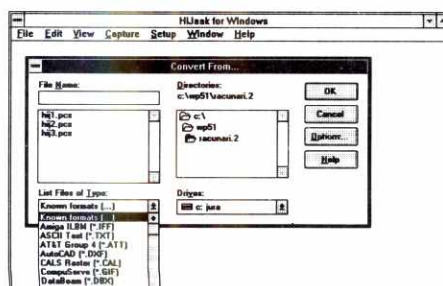 HiJaak for Windows
File Edit View Capture Setup Window Help
Convert From...
File Name:
hij1.pcx
hij2.pcx
hij3.pcx
Directories:
c:\wp51\racunari.2
c:\
wp51
racunari.2
OK
Cancel
Options...
Help
List Files of Type:
Known formats (...)
Known formats (...)
Amiga ILBM (*.IFF)
ASCII Text (*.TXT)
AT&T Group 4 (*.ATT)
AutoCAD (*.DXF)
CALS Raster (*.CAL)
CompuServe (*.GIF)
DataBeam (*.DBX)
Drives:
c: jura